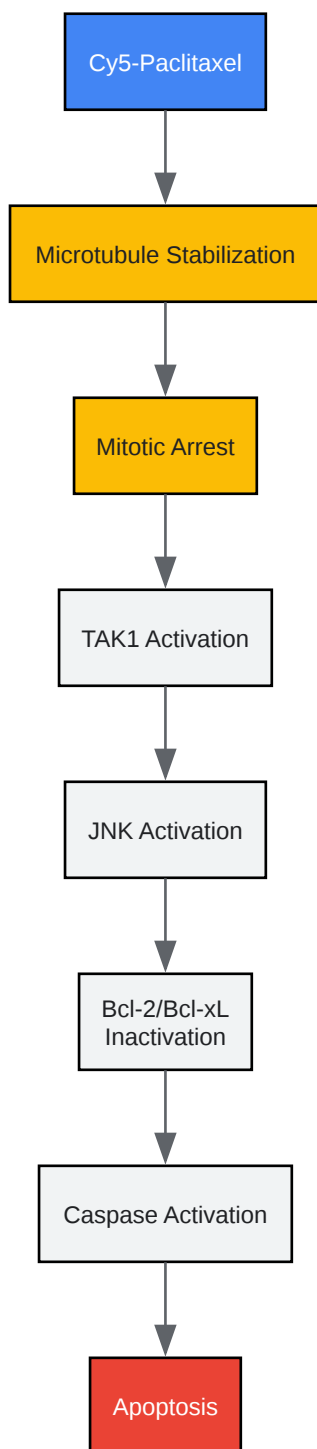 Cy5-Paclitaxel
Microtubule Stabilization
Mitotic Arrest
TAK1 Activation
JNK Activation
Bcl-2/Bcl-xL
Inactivation
Caspase Activation
Apoptosis